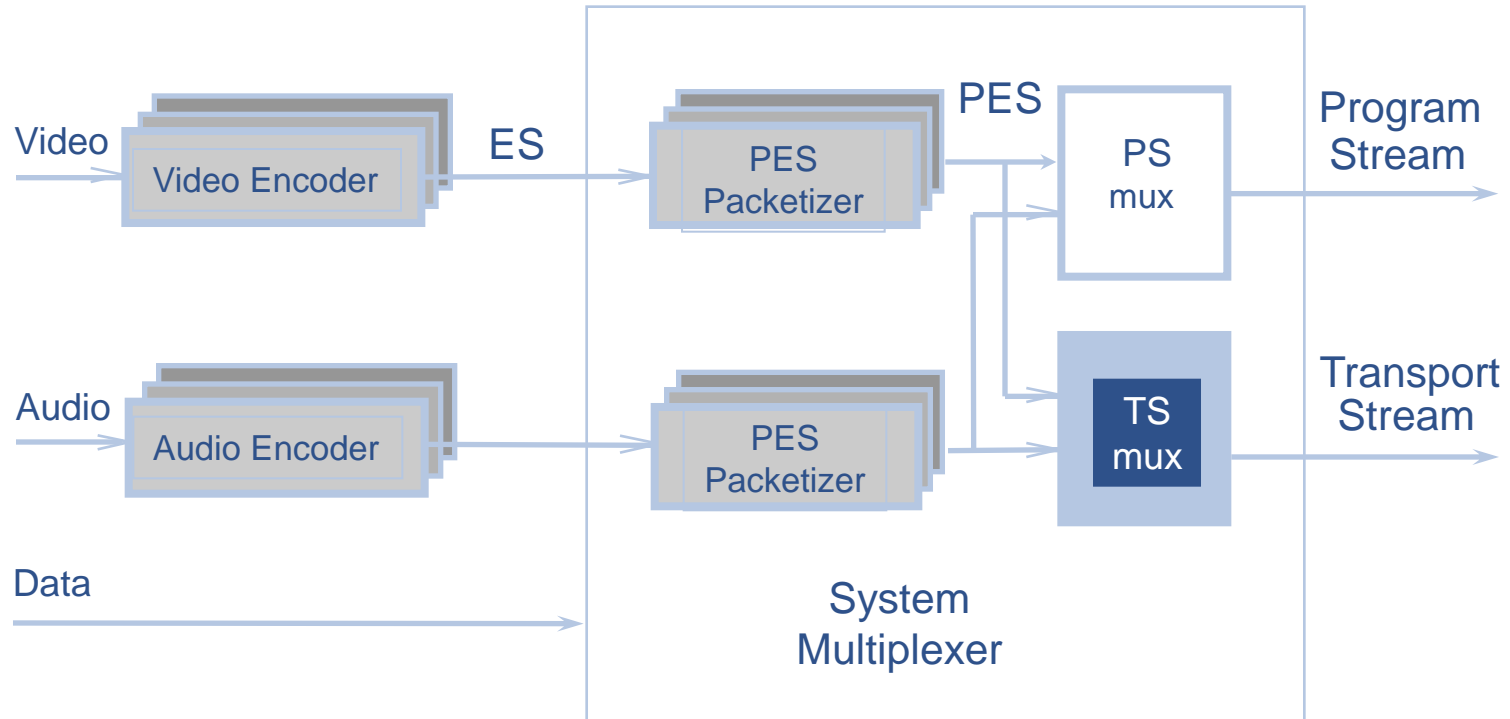 Video
Video Encoder
ES
PES
Packetizer
PES
PS
mux
Program
Stream
Audio
Audio Encoder
PES
Packetizer
TS
mux
Transport
Stream
Data
System
Multiplexer